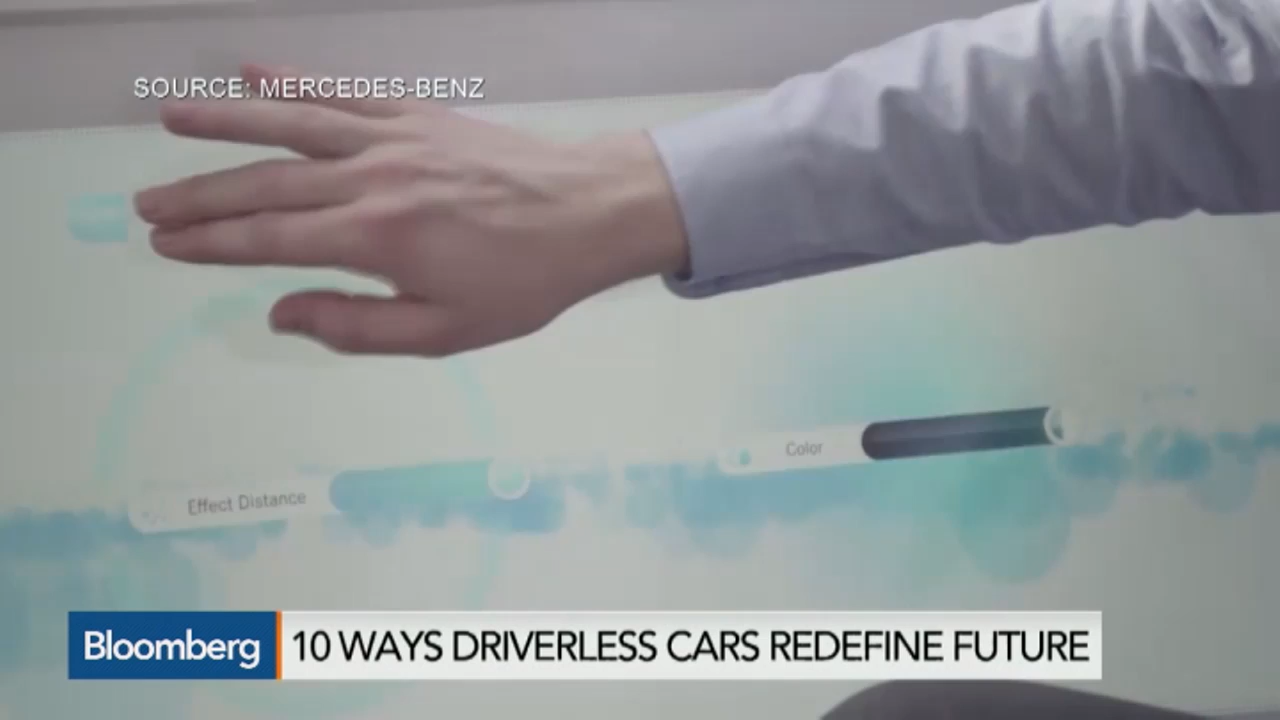 SOURCE: MERCEDES-BENZ
Color
Effect Distance
Bloomberg
10 WAYS DRIVERLESS CARS REDEFINE FUTURE